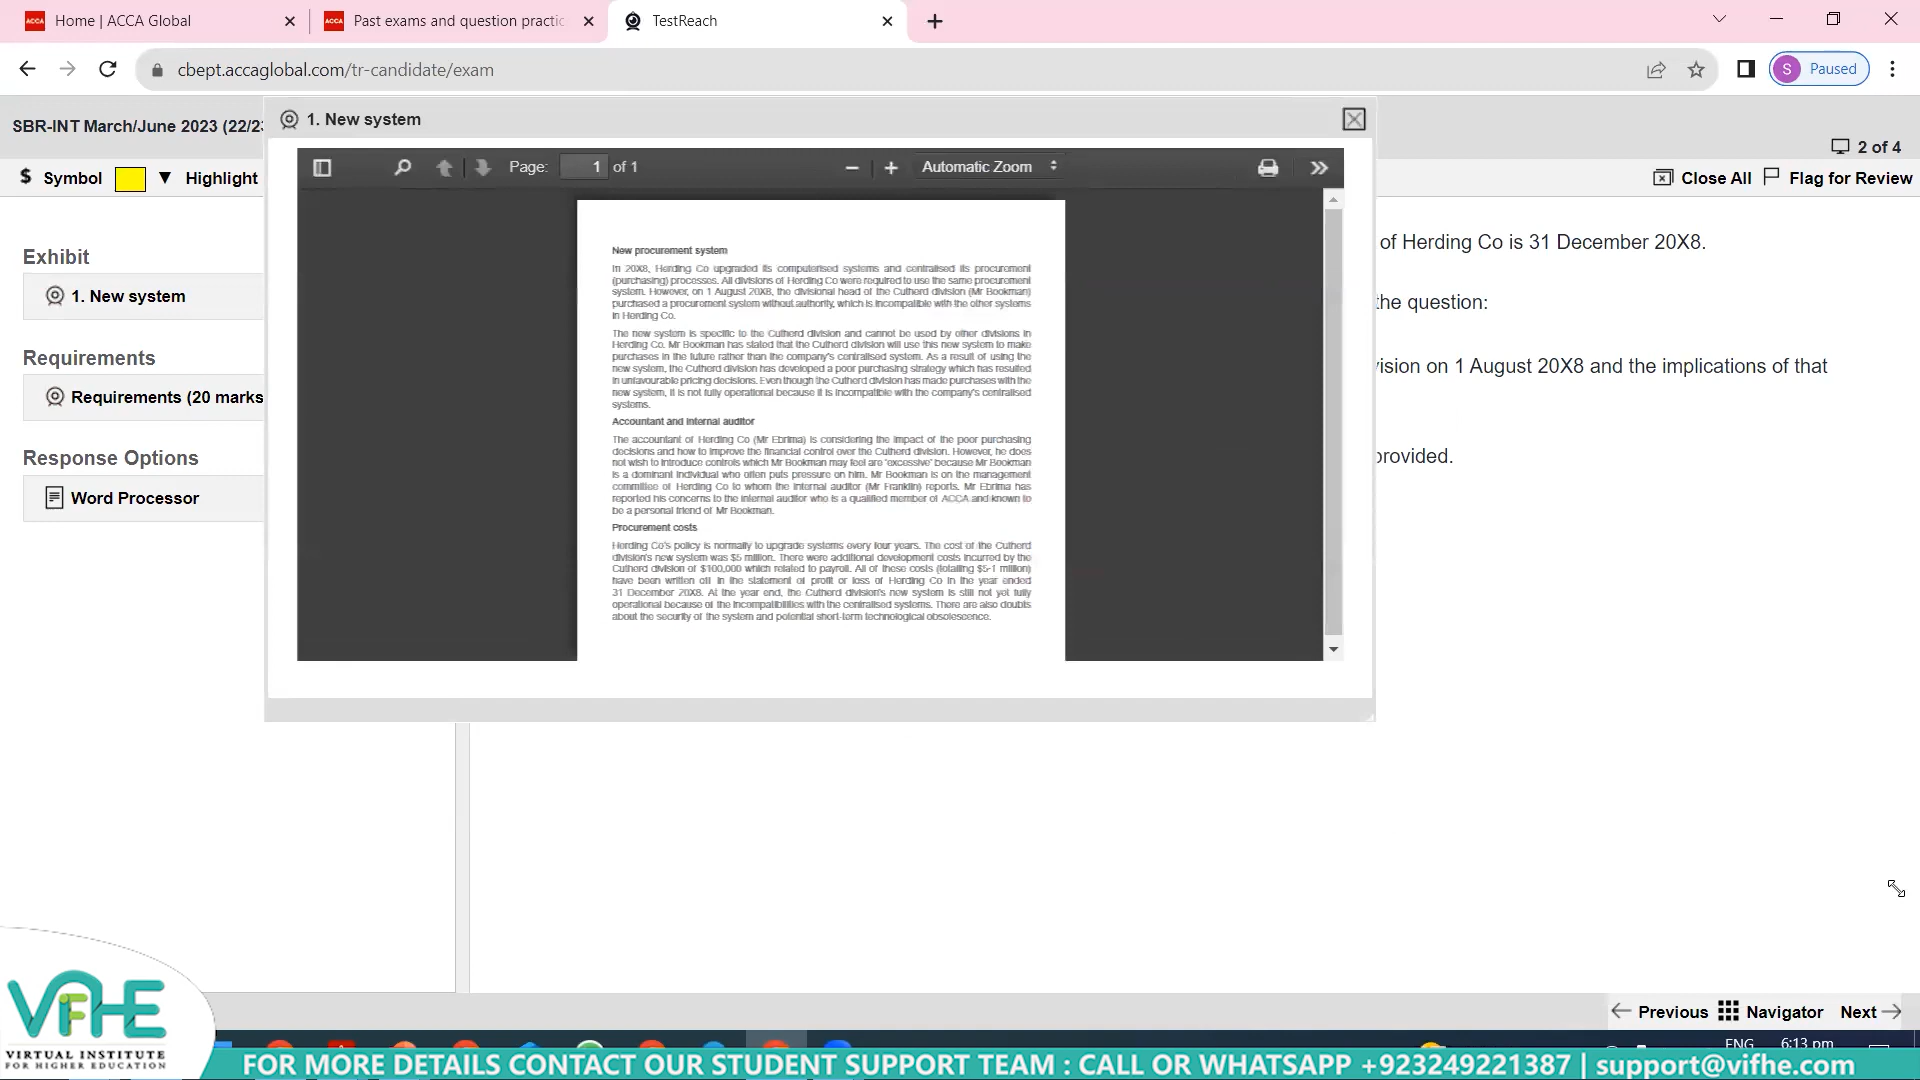 Home | ACCA Global
Past exams and question practic
TestReach
cbept.accaglobal.com/tr-candidate/exam
S Paused
SBR-INT March/June 2023 (22/23
1. New system
2 of 4
$ Symbol
Highlight
Close All
Flag for Review
Page: 1 of 1
Automatic Zoom
Exhibit
1. New system
Requirements
Requirements (20 marks
Response Options
Word Processor
of Herding Co is 31 December 20X8.
the question:
vision on 1 August 20X8 and the implications of that
provided.
New procurement system
In 20X8, Herding Co upgraded its computerised systems and centralised its procurement
(purchasing) processes. All divisions of Herding Co were required to use the same procurement
system. However, on 1 August 20X8, the divisional head of the Cutherd division (Mr Bookman)
purchased a procurement system without authority, which is incompatible with the other systems
in Herding Co.
The new system is specific to the Cutherd division and cannot be used by other divisions in
Herding Co. Mr Bookman has stated that the Cutherd division will use this new system to make
purchases in the future rather than the company's centralised system. As a result of using the
new system, the Cutherd division has developed a poor purchasing strategy which has resulted
in unfavourable pricing decisions. Even though the Cutherd division has made purchases with the
new system, it is not fully operational because it is incompatible with the company's centralised
systems.
Accountant and internal auditor
The accountant of Herding Co (Mr Ebrima) is considering the impact of the poor purchasing
decisions and how to improve the financial control over the Cutherd division. However, he does
not wish to introduce controls which Mr Bookman may feel are 'excessive' because Mr Bookman
is a dominant individual who often puts pressure on him. Mr Bookman is on the management
committee of Herding Co to whom the internal auditor (Mr Franklin) reports. Mr Ebrima has
reported his concerns to the internal auditor who is a qualified member of ACCA and known to
be a personal friend of Mr Bookman.
Procurement costs
Herding Co's policy is normally to upgrade systems every four years. The cost of the Cutherd
division's new system was $5 million. There were additional development costs incurred by the
Cutherd division of $100,000 which related to payroll. All of these costs (totalling $5·1 million)
have been written off in the statement of profit or loss of Herding Co in the year ended
31 December 20X8. At the year end, the Cutherd division's new system is still not yet fully
operational because of the incompatibilities with the centralised systems. There are also doubts
about the security of the system and potential short-term technological obsolescence.
Previous
Navigator
Next
ENG
6:13 pm
VIFHE
VIRTUAL INSTITUTE
FOR HIGHER EDUCATION
FOR MORE DETAILS CONTACT OUR STUDENT SUPPORT TEAM : CALL OR WHATSAPP +923249221387 | support@vifhe.com